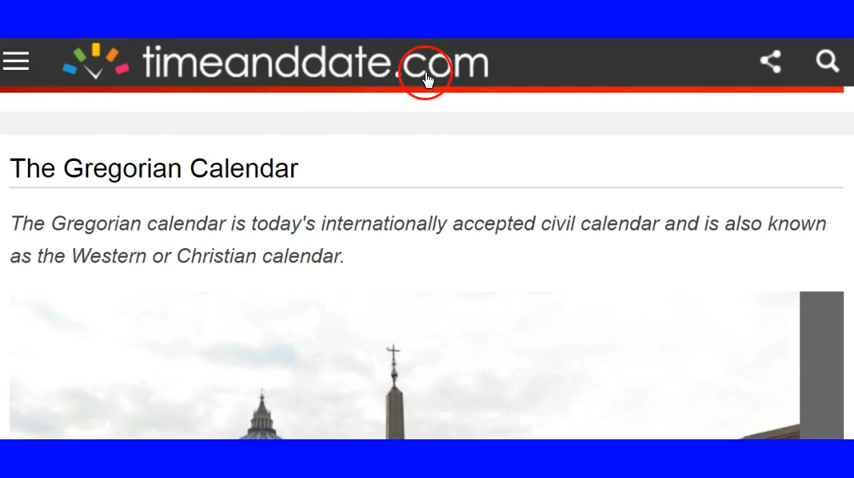 timeanddate.com
The Gregorian Calendar
The Gregorian calendar is today's internationally accepted civil calendar and is also known
as the Western or Christian calendar.